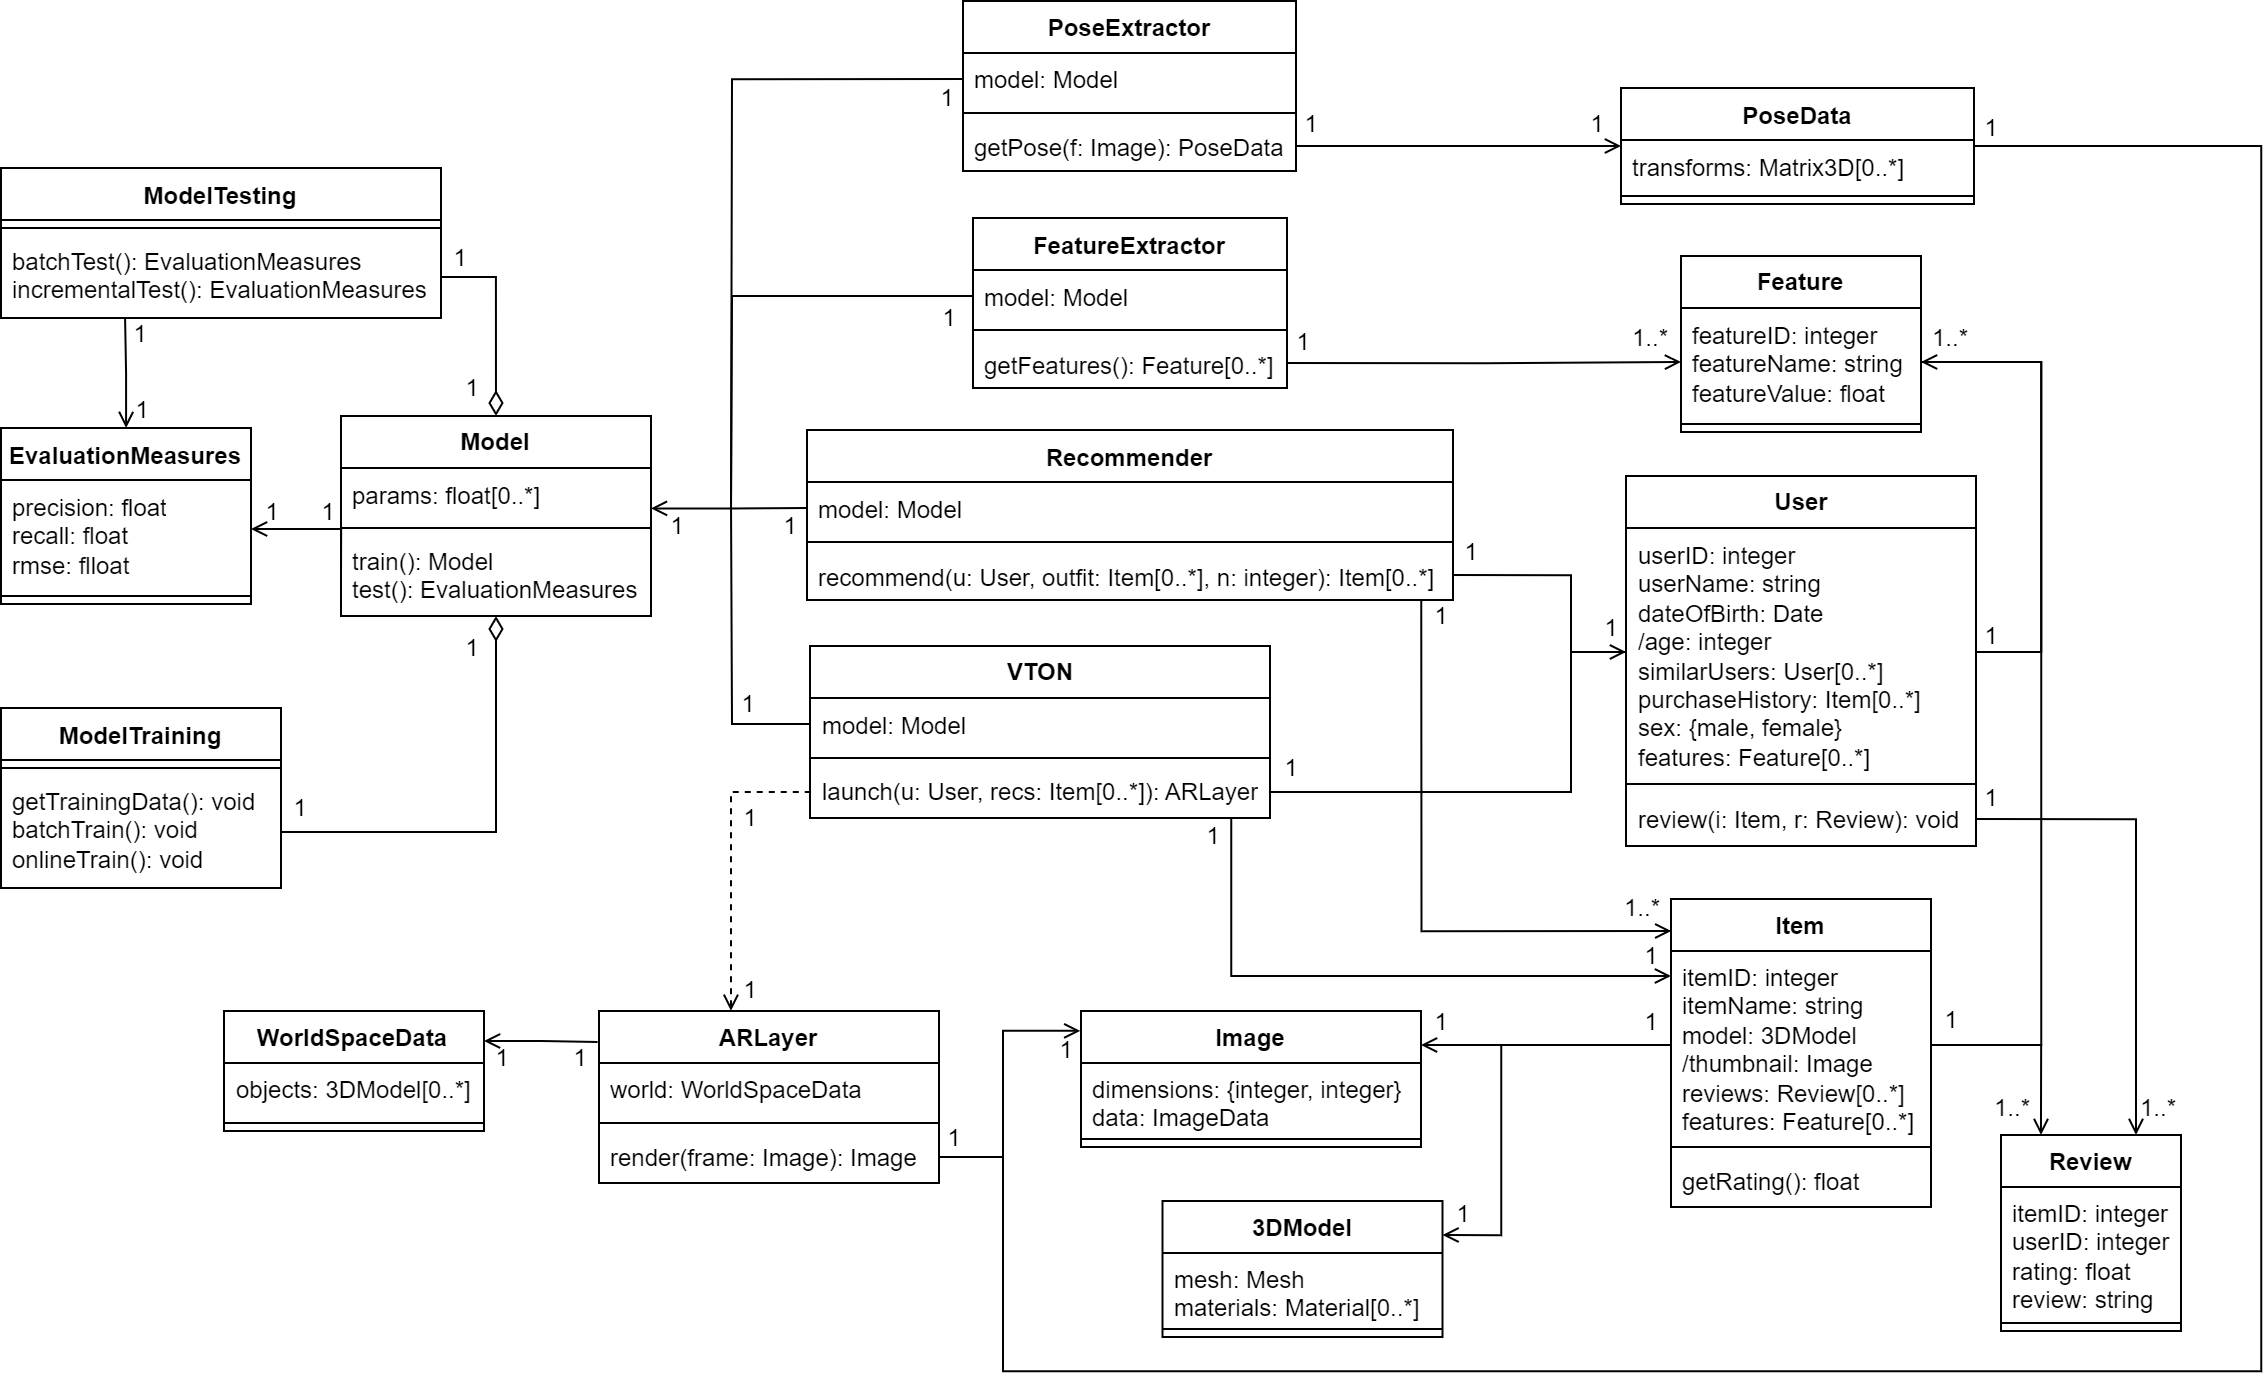 PoseExtractor
model: Model
1
getPose(f: Image): PoseData
1
1
PoseData
transforms: Matrix3D[0..*]
1
ModelTesting
batchTest(): EvaluationMeasures
incrementalTest(): EvaluationMeasures
1
1
1
1
FeatureExtractor
model: Model
1
getFeatures(): Feature[0..*]
1
1..*
Feature
featureID: integer
featureName: string
featureValue: float
1..*
EvaluationMeasures
precision: float
recall: float
rmse: flloat
1
1
Model
params: float[0..*]
train(): Model
test(): EvaluationMeasures
1
1
Recommender
model: Model
1
recommend(u: User, outfit: Item[0..*], n: integer): Item[0..*]
1
1
1
User
userID: integer
userName: string
dateOfBirth: Date
/age: integer
similarUsers: User[0..*]
purchaseHistory: Item[0..*]
sex: {male, female}
features: Feature[0..*]
review(i: Item, r: Review): void
1
1
ModelTraining
getTrainingData(): void
batchTrain(): void
onlineTrain(): void
1
VTON
model: Model
1
launch(u: User, recs: Item[0..*]): ARLayer
1
1
1
1..*
1
Item
itemID: integer
itemName: string
model: 3DModel
/thumbnail: Image
reviews: Review[0..*]
features: Feature[0..*]
getRating(): float
1
1
WorldSpaceData
objects: 3DModel[0..*]
1
1
1
ARLayer
world: WorldSpaceData
render(frame: Image): Image
1
1
Image
dimensions: {integer, integer}
data: ImageData
1
3DModel
mesh: Mesh
materials: Material[0..*]
1
1..*
1..*
Review
itemID: integer
userID: integer
rating: float
review: string